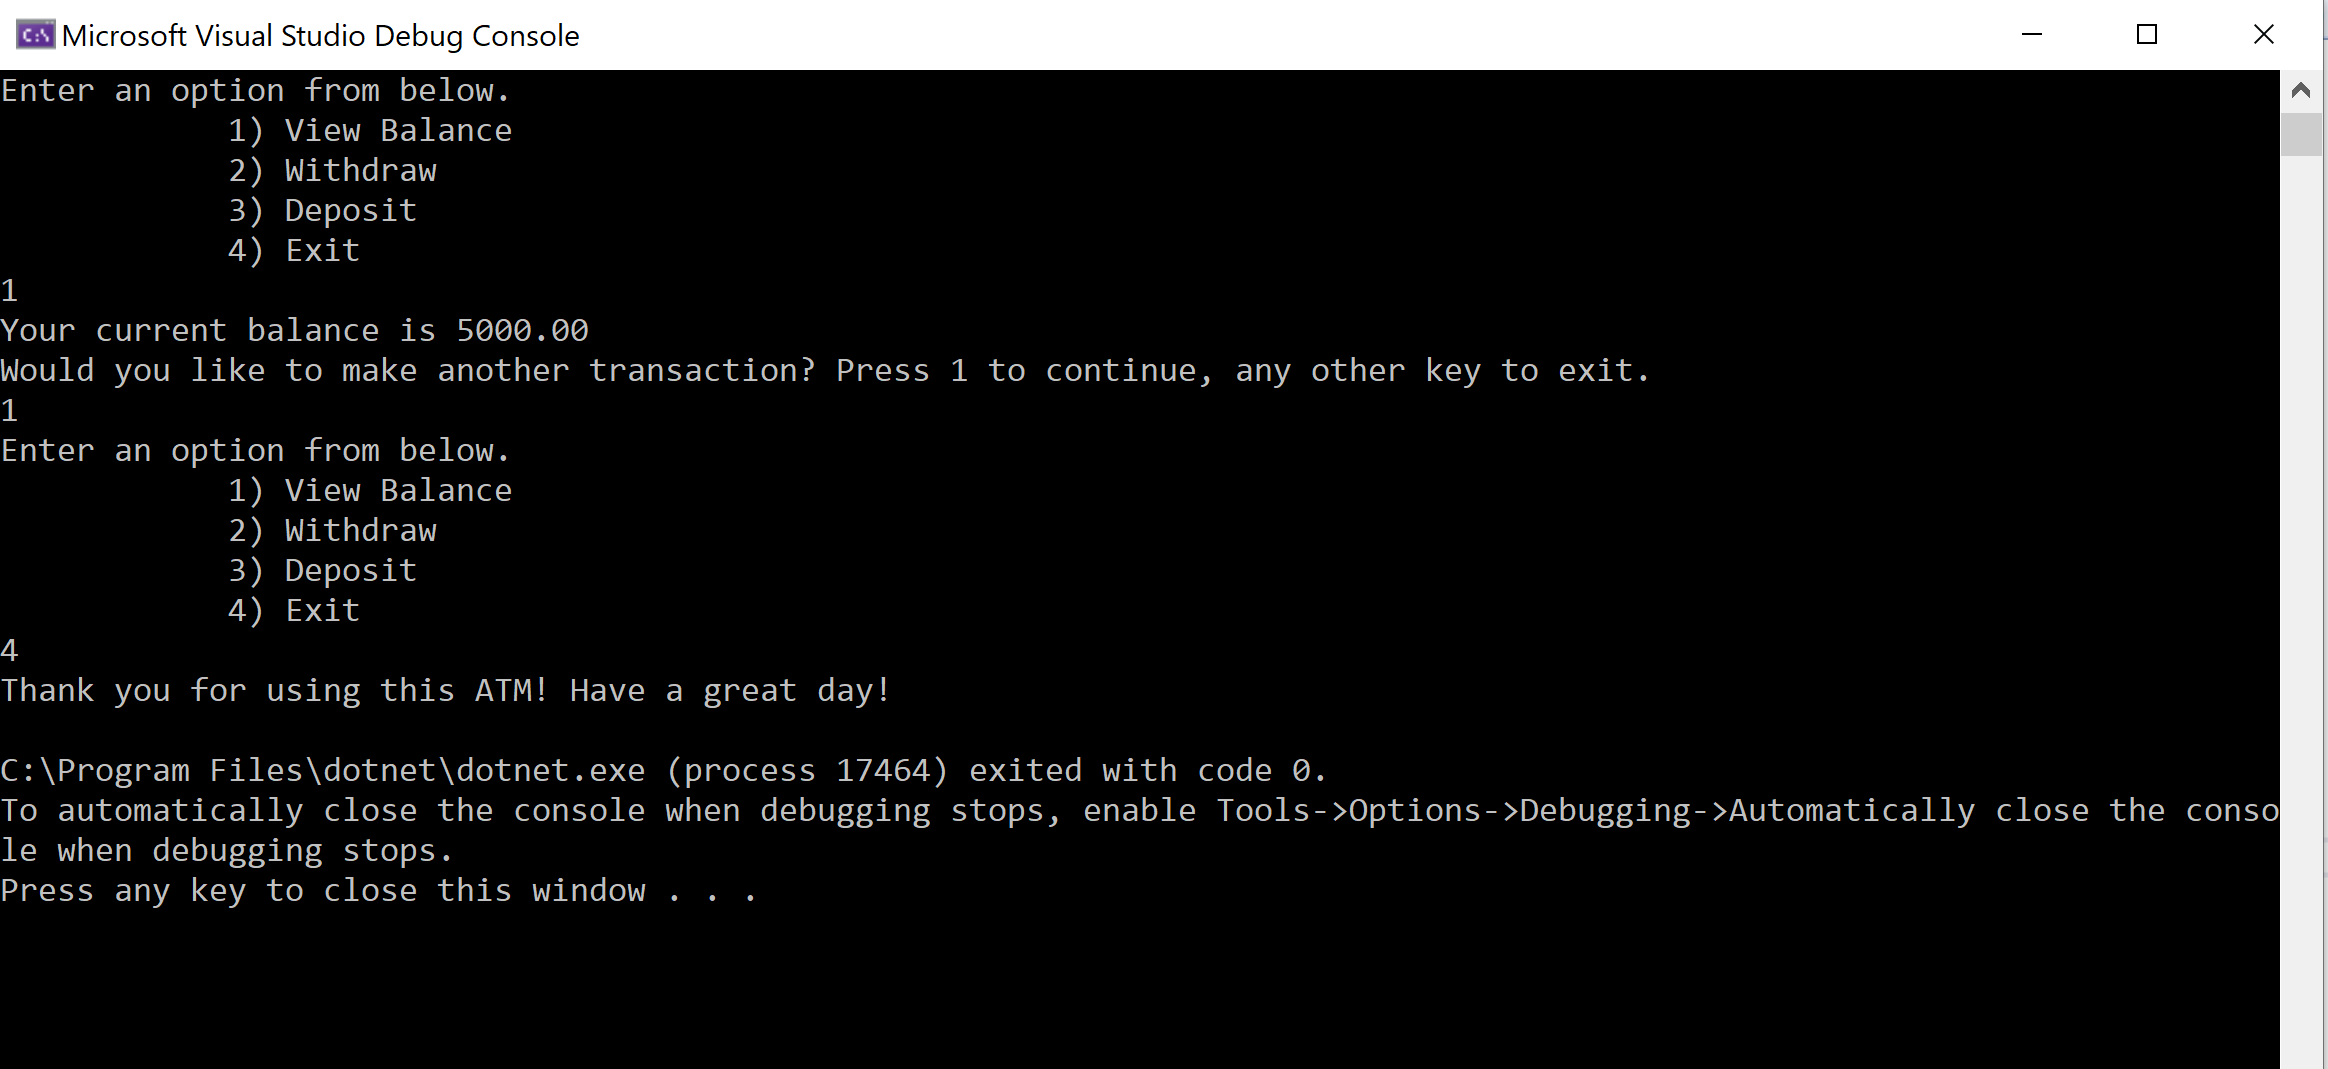 C:\ Microsoft Visual Studio Debug Console
Enter an option from below.
            1) View Balance
            2) Withdraw
            3) Deposit
            4) Exit
1
Your current balance is 5000.00
Would you like to make another transaction? Press 1 to continue, any other key to exit.
1
Enter an option from below.
            1) View Balance
            2) Withdraw
            3) Deposit
            4) Exit
4
Thank you for using this ATM! Have a great day!

C:\Program Files\dotnet\dotnet.exe (process 17464) exited with code 0.
To automatically close the console when debugging stops, enable Tools->Options->Debugging->Automatically close the conso
le when debugging stops.
Press any key to close this window . . .